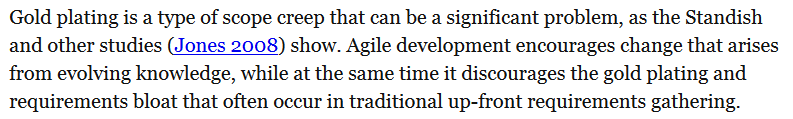 Gold plating is a type of scope creep that can be a significant problem, as the Standish
and other studies (Jones 2008) show. Agile development encourages change that arises
from evolving knowledge, while at the same time it discourages the gold plating and
requirements bloat that often occur in traditional up-front requirements gathering.